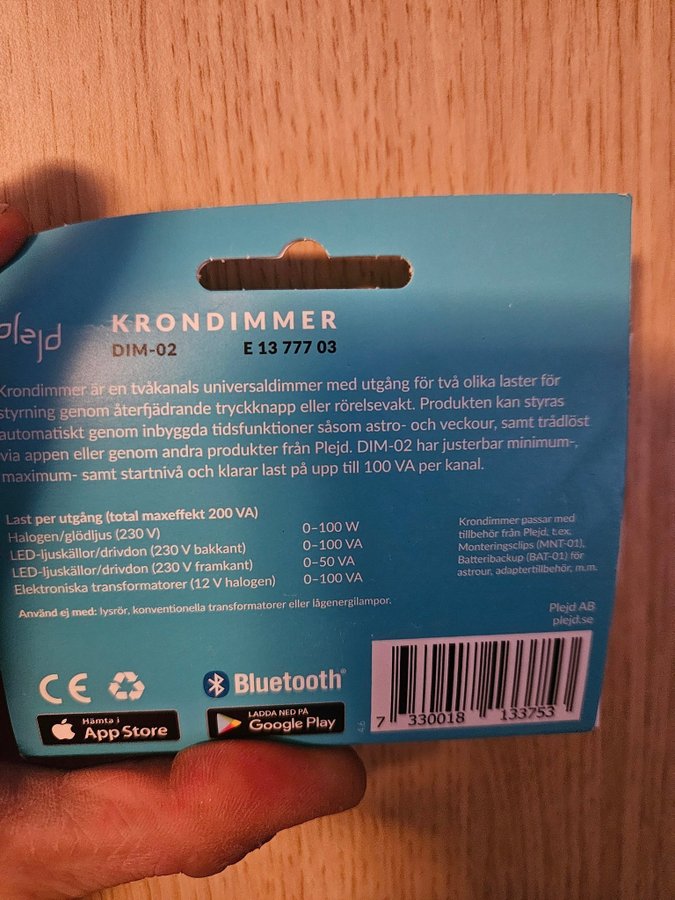 plejd
KRONDIMMER
DIM-02 E 13 777 03
Krondimmer är en tvåkanals universaldimmer med utgång för två olika laster för
styrning genom återfjädrande tryckknapp eller rörelsevakt. Produkten kan styras
automatiskt genom inbyggda tidsfunktioner såsom astro- och veckour, samt trådlöst
via appen eller genom andra produkter från Plejd. DIM-02 har justerbar minimum-,
maximum- samt startnivå och klarar last på upp till 100 VA per kanal.
Last per utgång (total maxeffekt 200 VA)
Halogen/glödljus (230 V) 0–100 W
LED-ljuskällor/drivdon (230 V bakkant) 0–100 VA
LED-ljuskällor/drivdon (230 V framkant) 0–50 VA
Elektroniska transformatorer (12 V halogen) 0–100 VA
Använd ej med: lysrör, konventionella transformatorer eller lågenergilampor.
Krondimmer passar med
tillbehör från Plejd, t.ex.
Monteringsclips (MNT-01),
Batteribackup (BAT-01) för
astrour, adaptertillbehör, m.m.
Plejd AB
plejd.se
CE
Bluetooth®
Hämta i
App Store
LADDA NED PÅ
Google Play
4.6
7 330018 133753